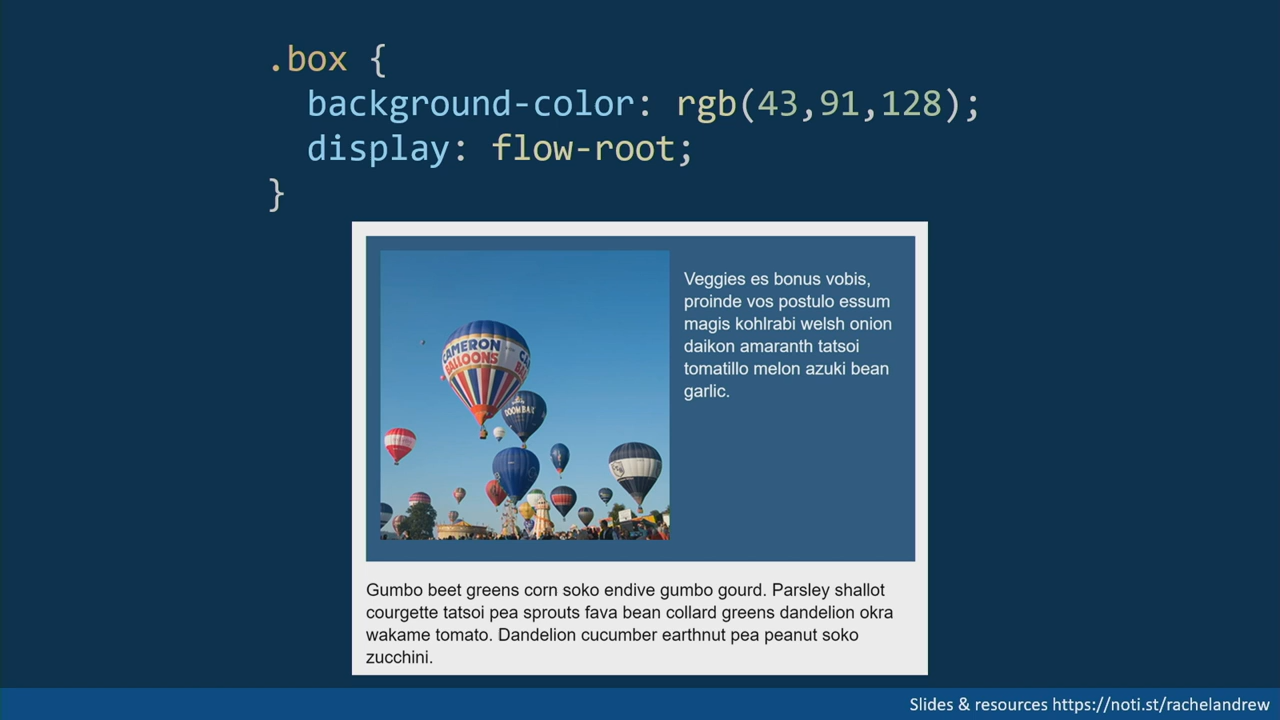 .box {
background-color: rgb(43,91,128);
display: flow-root;
}
CAMERON
BALLOONS
Veggies es bonus vobis,
proinde vos postulo essum
magis kohlrabi welsh onion
daikon amaranth tatsoi
tomatillo melon azuki bean
garlic.
Gumbo beet greens corn soko endive gumbo gourd. Parsley shallot
courgette tatsoi pea sprouts fava bean collard greens dandelion okra
wakame tomato. Dandelion cucumber earthnut pea peanut soko
zucchini.
Slides & resources https://noti.st/rachelandrew